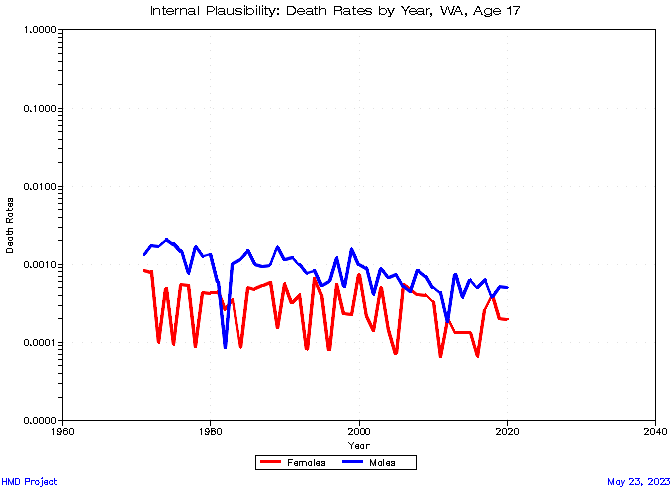 Internal Plausibility: Death Rates by Year, WA, Age 17
1.0000
0.1000
0.0100
0.0010
0.0001
0.0000
Death Rates
1960
1980
2000
2020
2040
Year
Females
Males
HMD Project
May 23, 2023